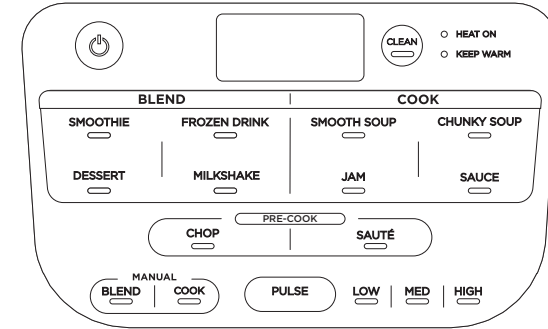 CLEAN
HEAT ON
KEEP WARM
BLEND COOK
SMOOTHIE FROZEN DRINK SMOOTH SOUP CHUNKY SOUP
DESSERT MILKSHAKE JAM SAUCE
PRE-COOK
CHOP SAUTÉ
MANUAL
BLEND COOK PULSE LOW MED HIGH